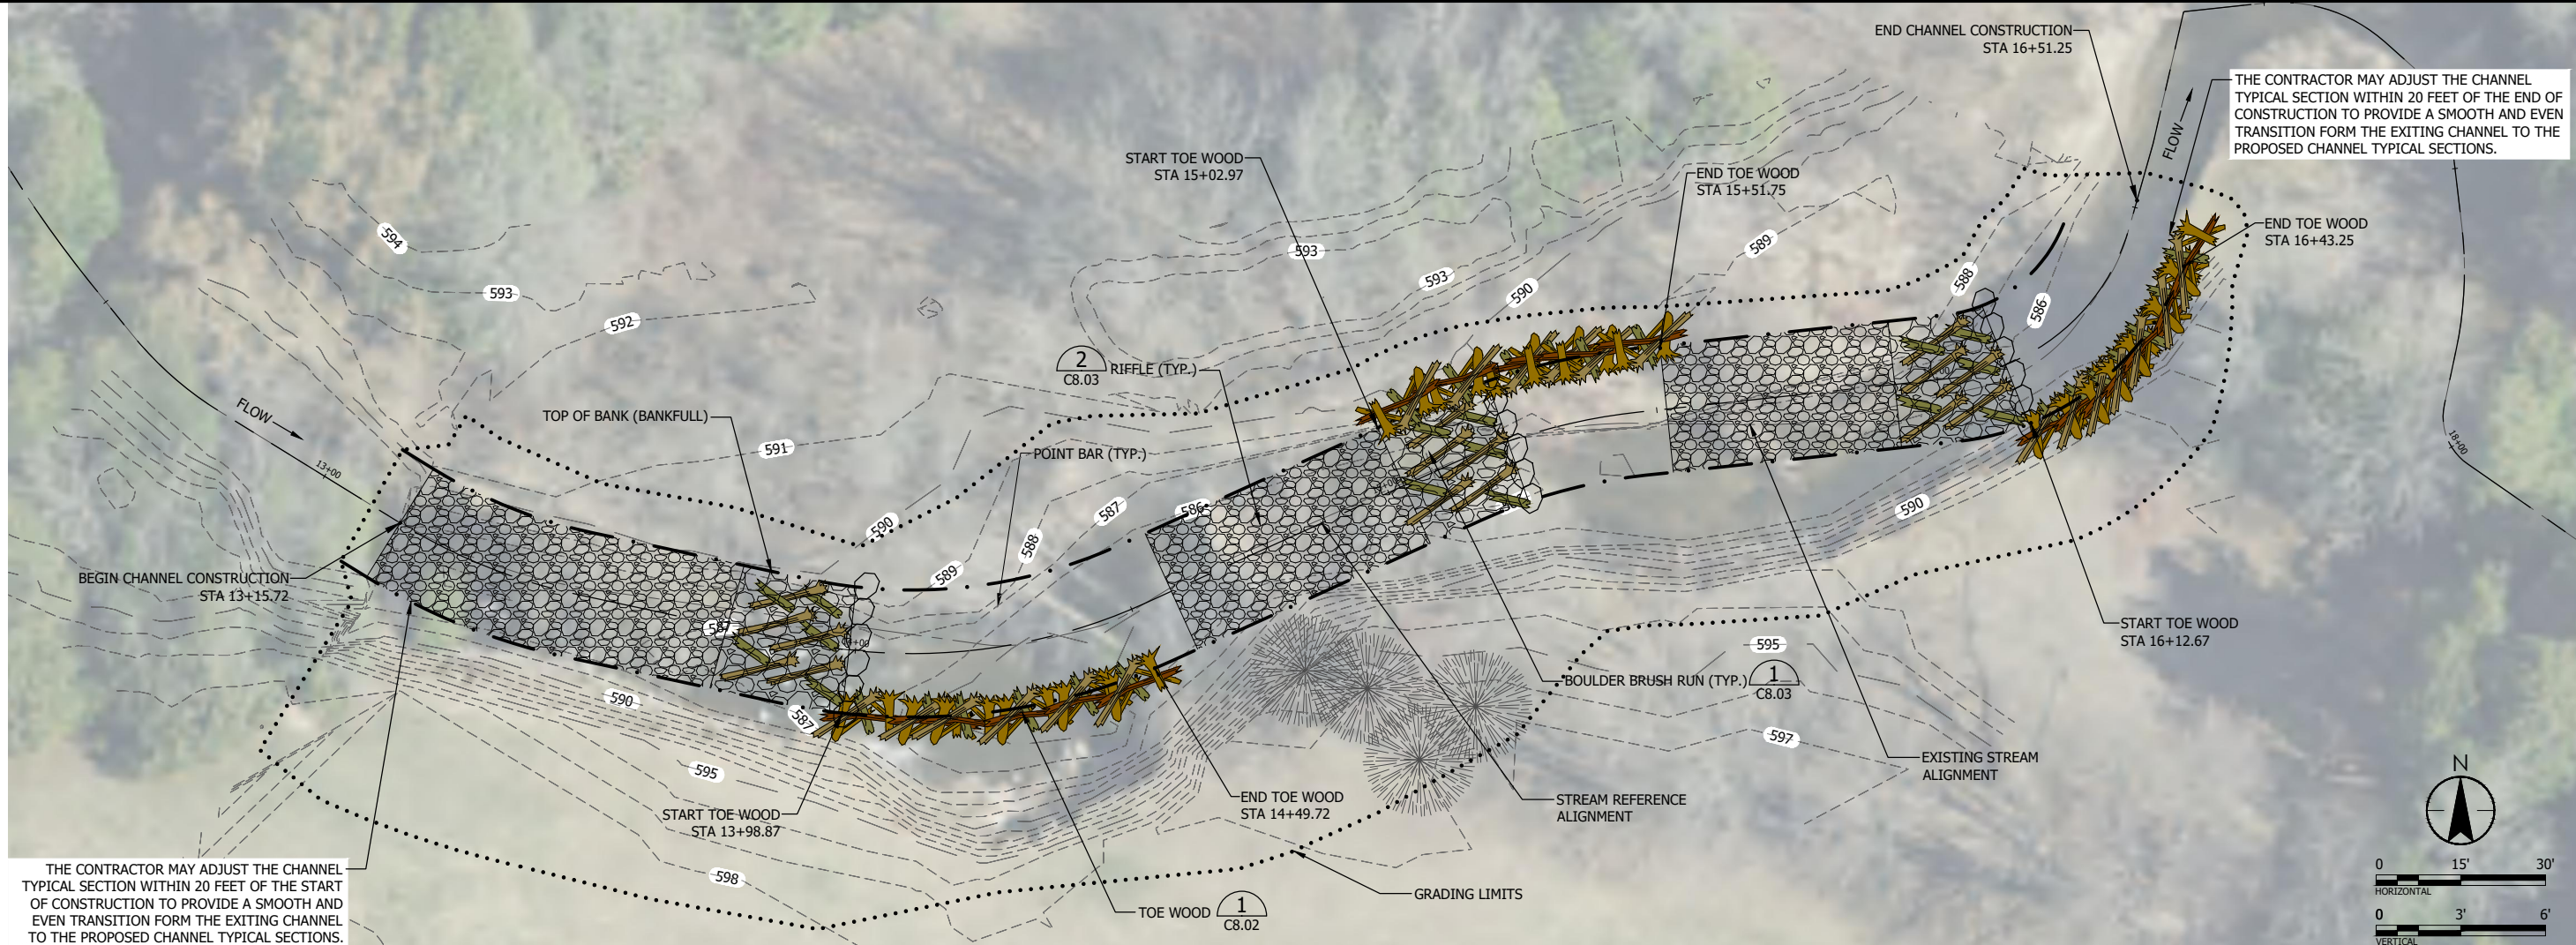 END CHANNEL CONSTRUCTION
STA 16+51.25
THE CONTRACTOR MAY ADJUST THE CHANNEL
TYPICAL SECTION WITHIN 20 FEET OF THE END OF
CONSTRUCTION TO PROVIDE A SMOOTH AND EVEN
TRANSITION FORM THE EXITING CHANNEL TO THE
PROPOSED CHANNEL TYPICAL SECTIONS.
FLOW
START TOE WOOD
STA 15+02.97
END TOE WOOD
STA 15+51.75
END TOE WOOD
STA 16+43.25
594
593
592
593
593
590
589
588
586
2
C8.03
RIFFLE (TYP.)
TOP OF BANK (BANKFULL)
POINT BAR (TYP.)
FLOW
13+00
18+00
591
590
589
588
587
586
590
BEGIN CHANNEL CONSTRUCTION
STA 13+15.72
587
587
590
595
598
595
597
START TOE WOOD
STA 16+12.67
BOULDER BRUSH RUN (TYP.)
1
C8.03
EXISTING STREAM
ALIGNMENT
STREAM REFERENCE
ALIGNMENT
END TOE WOOD
STA 14+49.72
START TOE WOOD
STA 13+98.87
GRADING LIMITS
TOE WOOD
1
C8.02
THE CONTRACTOR MAY ADJUST THE CHANNEL
TYPICAL SECTION WITHIN 20 FEET OF THE START
OF CONSTRUCTION TO PROVIDE A SMOOTH AND
EVEN TRANSITION FORM THE EXITING CHANNEL
TO THE PROPOSED CHANNEL TYPICAL SECTIONS.
N
0 15' 30'
HORIZONTAL
0 3' 6'
VERTICAL